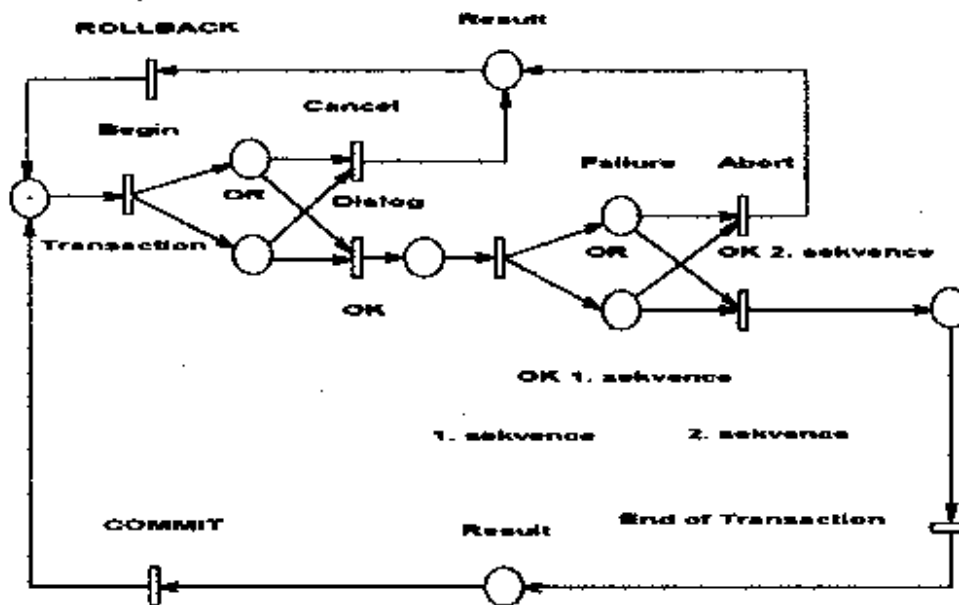 ROLLBACK
Result
Begin
Cancel
OR
Dialog
Transaction
OK
Failure
Abort
OR
OK 2. sekvence
OK 1. sekvence
1. sekvence
2. sekvence
COMMIT
Result
End of Transaction